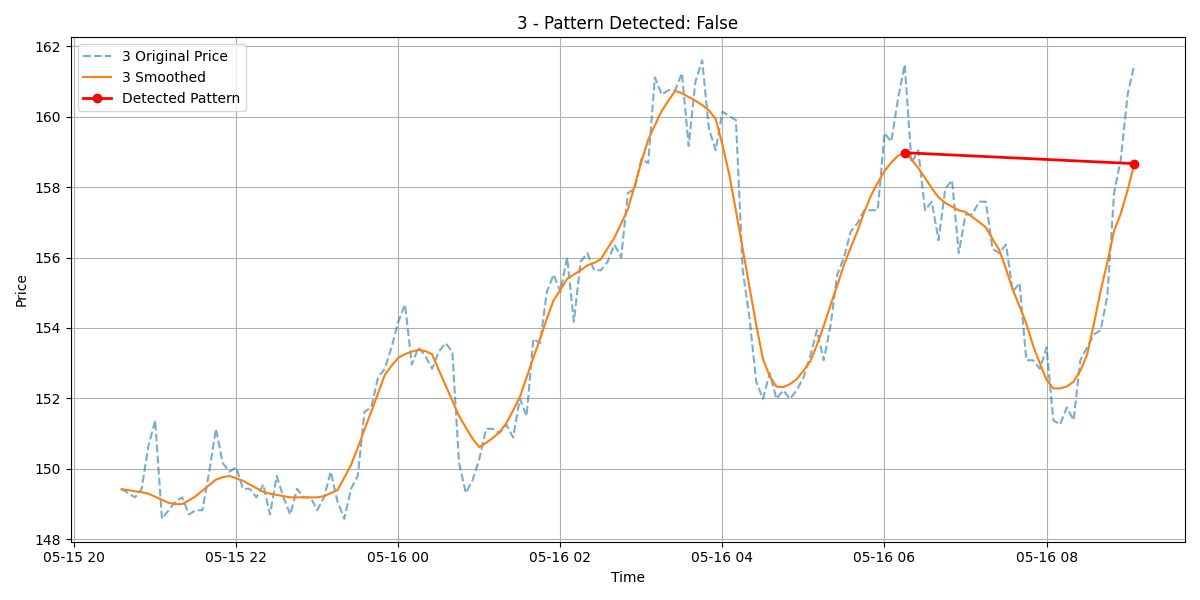 3 - Pattern Detected: False
3 Original Price
3 Smoothed
Detected Pattern
Price
162
160
158
156
154
152
150
148
05-15 20
05-15 22
05-16 00
05-16 02
05-16 04
05-16 06
05-16 08
Time